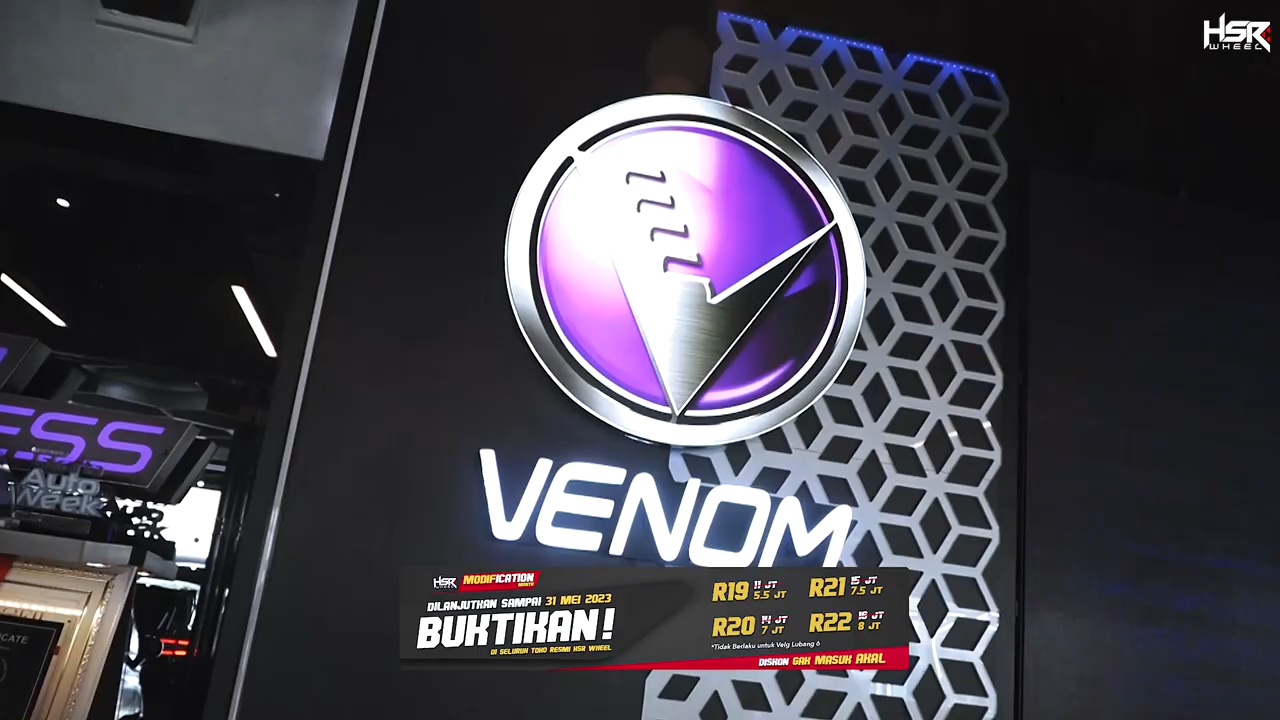 HSR
WHEEL
VENOM
ESS
Auto
Week
CATE
HSR MODIFICATION
MONTH
DILANJUTKAN SAMPAI 31 MEI 2023
BUKTIKAN!
DI SELURUH TOKO RESMI HSR WHEEL
R19 11 JT 5.5 JT
R21 15 JT 7.5 JT
R20 14 JT 7 JT
R22 16 JT 8 JT
*Tidak Berlaku untuk Velg Lubang 6
DISKON GAK MASUK AKAL